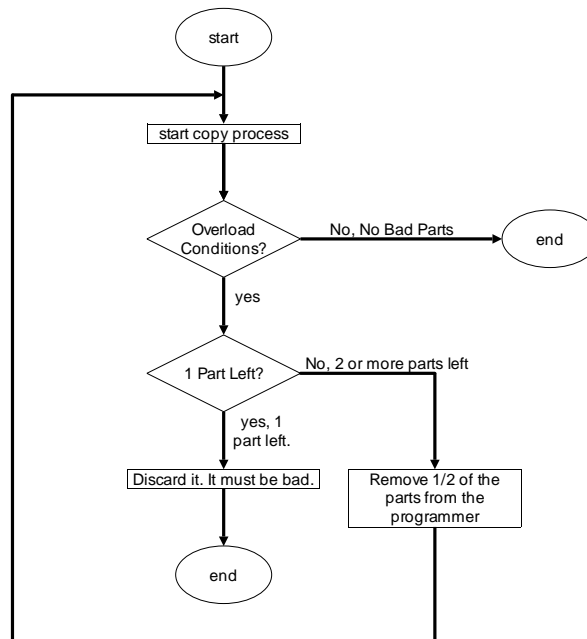 start
start copy process
Overload
Conditions?
No, No Bad Parts
end
yes
1 Part Left?
No, 2 or more parts left
yes, 1
part left.
Discard it. It must be bad.
Remove 1/2 of the
parts from the
programmer
end